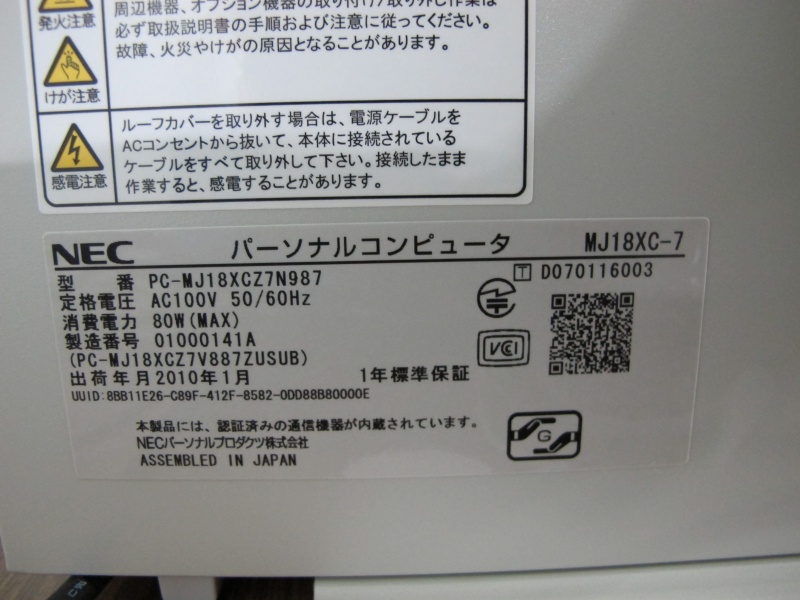 発火注意
周辺機器、オプション機器の取り付け/取り外し作業は
必ず取扱説明書の手順および注意に従ってください。
故障、火災やけがの原因となることがあります。
けが注意
ルーフカバーを取り外す場合は、電源ケーブルを
ACコンセントから抜いて、本体に接続されている
ケーブルをすべて取り外して下さい。接続したまま
作業すると、感電することがあります。
感電注意
NEC パーソナルコンピュータ MJ18XC-7
型 番 PC-MJ18XCZ7N987
T D070116003
定格電圧 AC100V 50/60Hz
消費電力 80W(MAX)
製造番号 01000141A
(PC-MJ18XCZ7V887ZUSUB)
VCI
出荷年月2010年1月 1年標準保証
UUID:8BB11E26-C89F-412F-8582-0DD88B80000E
本製品には、認証済みの通信機器が内蔵されています。
NECパーソナルプロダクツ株式会社
ASSEMBLED IN JAPAN
G